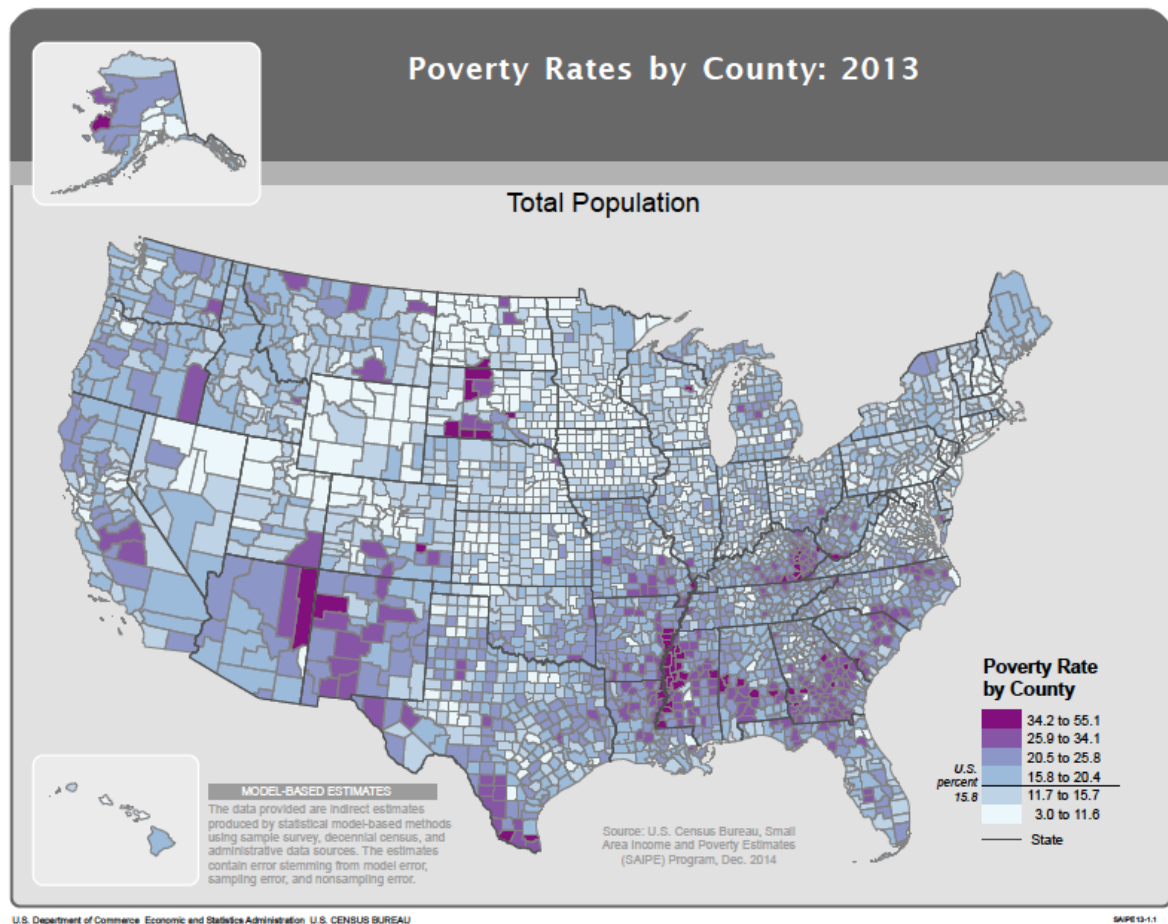 Poverty Rates by County: 2013
Total Population
Poverty Rate
by County
34.2 to 55.1
25.9 to 34.1
20.5 to 25.8
15.8 to 20.4
11.7 to 15.7
3.0 to 11.6
U.S.
percent
15.8
State
MODEL-BASED ESTIMATES
The data provided are indirect estimates
produced by statistical model-based methods
using sample survey, decennial census, and
administrative data sources. The estimates
contain error stemming from model error,
sampling error, and nonsampling error.
Source: U.S. Census Bureau, Small
Area Income and Poverty Estimates
(SAIPE) Program, Dec. 2014
U.S. Department of Commerce Economic and Statistics Administration U.S. CENSUS BUREAU
SAIPE13-1.1